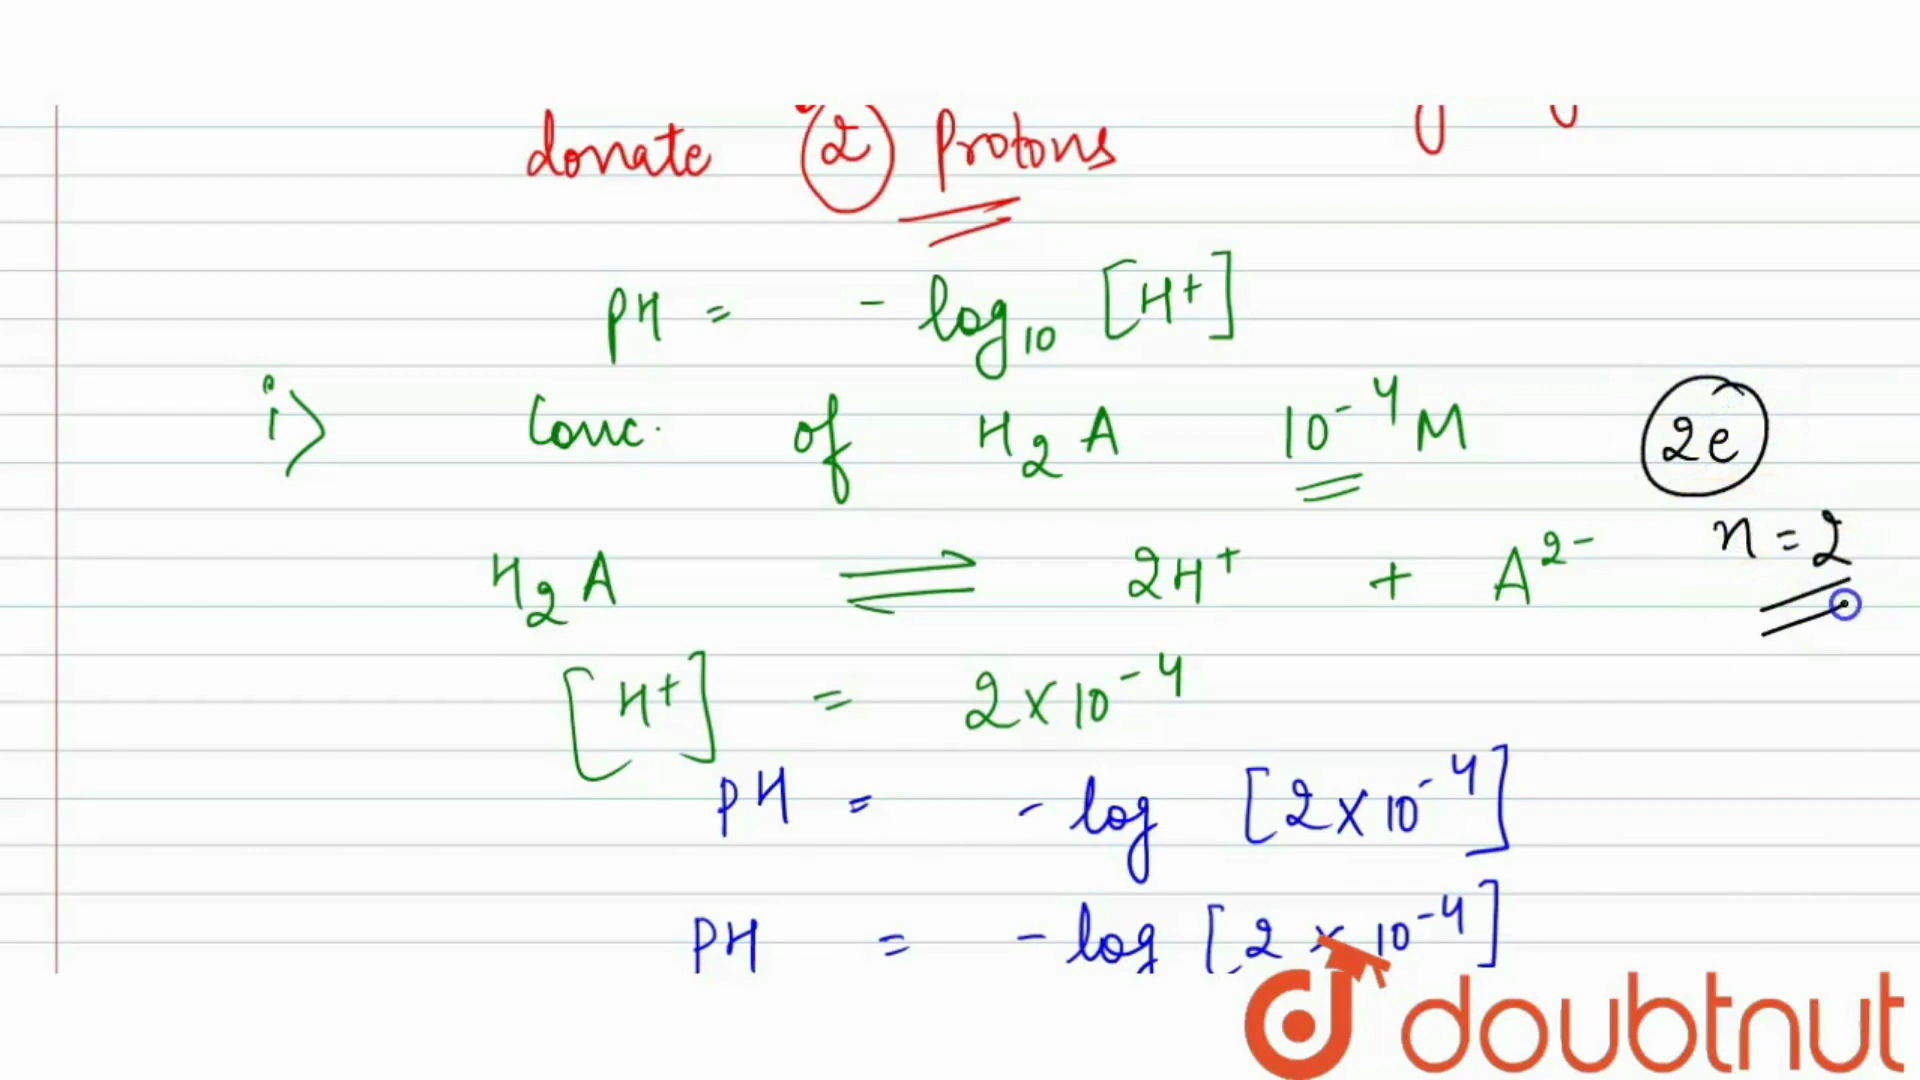 donate 2 Protons
PH = - log₁₀ [H⁺]
i) Conc. of H₂A 10⁻⁴ M
2e
H₂A ⇌ 2H⁺ + A²⁻
n = 2
[H⁺] = 2 x 10⁻⁴
PH = - log [2 x 10⁻⁴]
PH = - log [2 x 10⁻⁴]
doubtnut